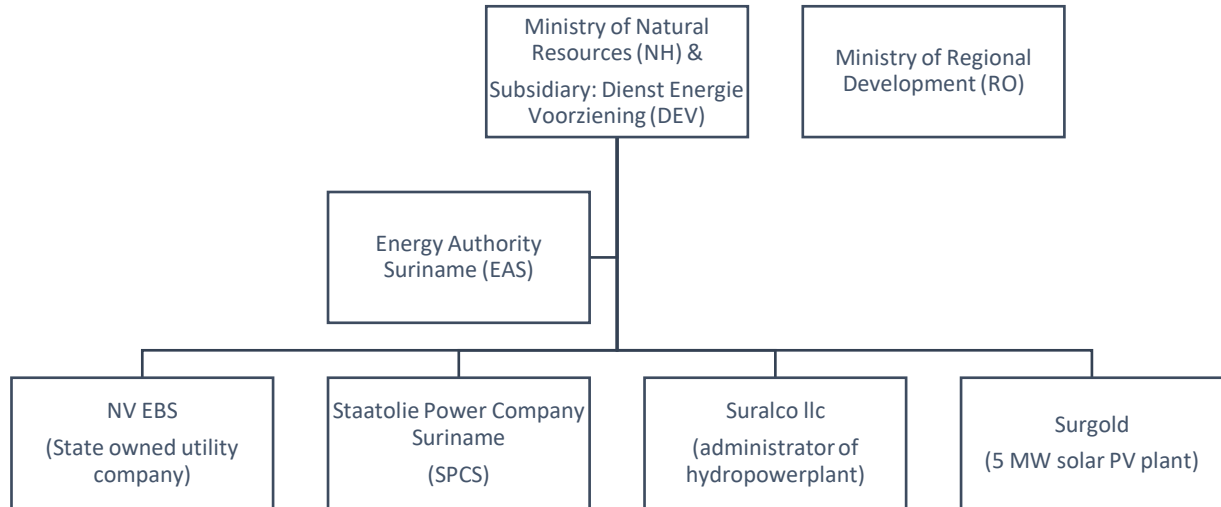 Ministry of Natural
Resources (NH) &
Subsidiary: Dienst Energie
Voorziening (DEV)
Ministry of Regional
Development (RO)
Energy Authority
Suriname (EAS)
NV EBS
(State owned utility
company)
Staatolie Power Company
Suriname
(SPCS)
Suralco llc
(administrator of
hydropowerplant)
Surgold
(5 MW solar PV plant)